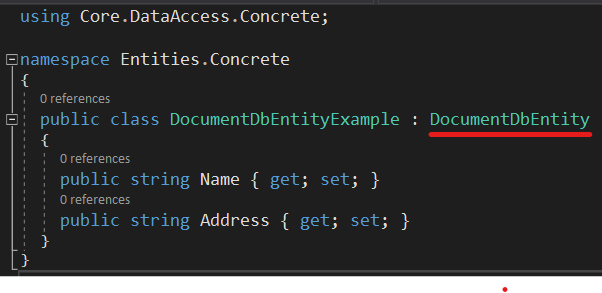 using Core.DataAccess.Concrete;
namespace Entities.Concrete
{
0 references
public class DocumentDbEntityExample : DocumentDbEntity
{
0 references
public string Name { get; set; }
0 references
public string Address { get; set; }
}
}